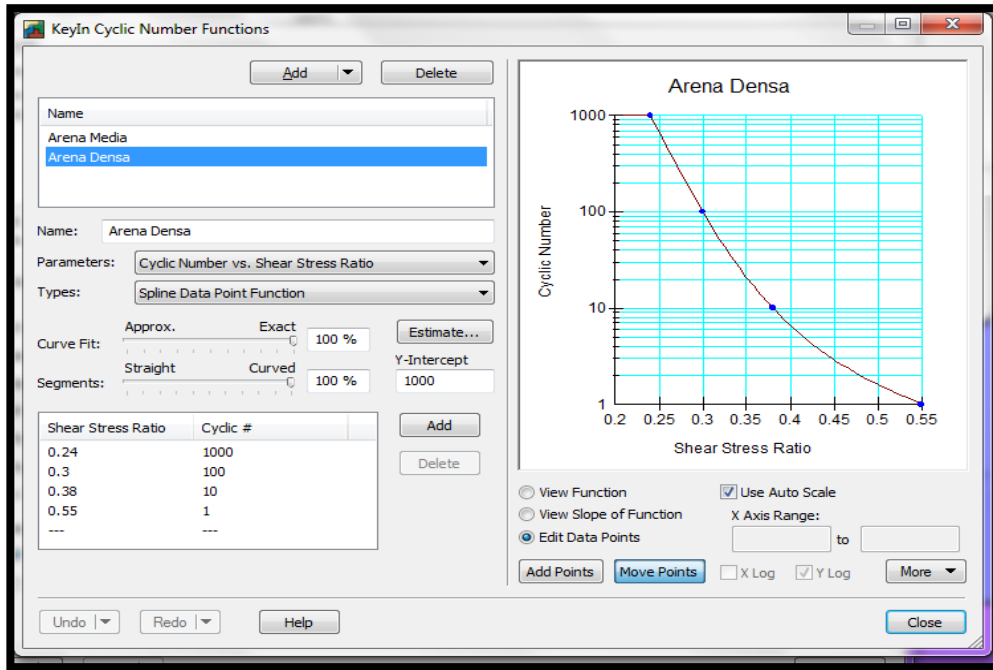 KeyIn Cyclic Number Functions
Add
Delete
Name
Arena Media
Arena Densa
Name: Arena Densa
Parameters: Cyclic Number vs. Shear Stress Ratio
Types: Spline Data Point Function
Approx. Exact
Curve Fit: 100 %
Estimate...
Straight Curved
Segments: 100 %
Y-Intercept
1000
Shear Stress Ratio Cyclic #
0.24 1000
0.3 100
0.38 10
0.55 1
--- ---
Add
Delete
Arena Densa
Cyclic Number
1000
100
10
1
0.2 0.25 0.3 0.35 0.4 0.45 0.5 0.55
Shear Stress Ratio
View Function
View Slope of Function
Edit Data Points
Use Auto Scale
X Axis Range:
to
Add Points
Move Points
X Log
Y Log
More
Undo
Redo
Help
Close